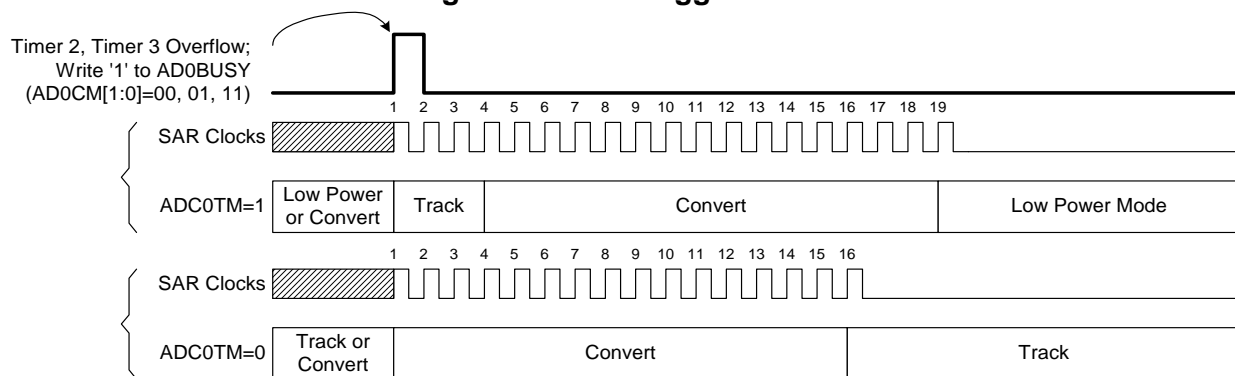 Timer 2, Timer 3 Overflow;
Write '1' to AD0BUSY
(AD0CM[1:0]=00, 01, 11)
1 2 3 4 5 6 7 8 9 10 11 12 13 14 15 16 17 18 19
SAR Clocks
ADC0TM=1
Low Power
or Convert
Track
Convert
Low Power Mode
1 2 3 4 5 6 7 8 9 10 11 12 13 14 15 16
SAR Clocks
ADC0TM=0
Track or
Convert
Convert
Track